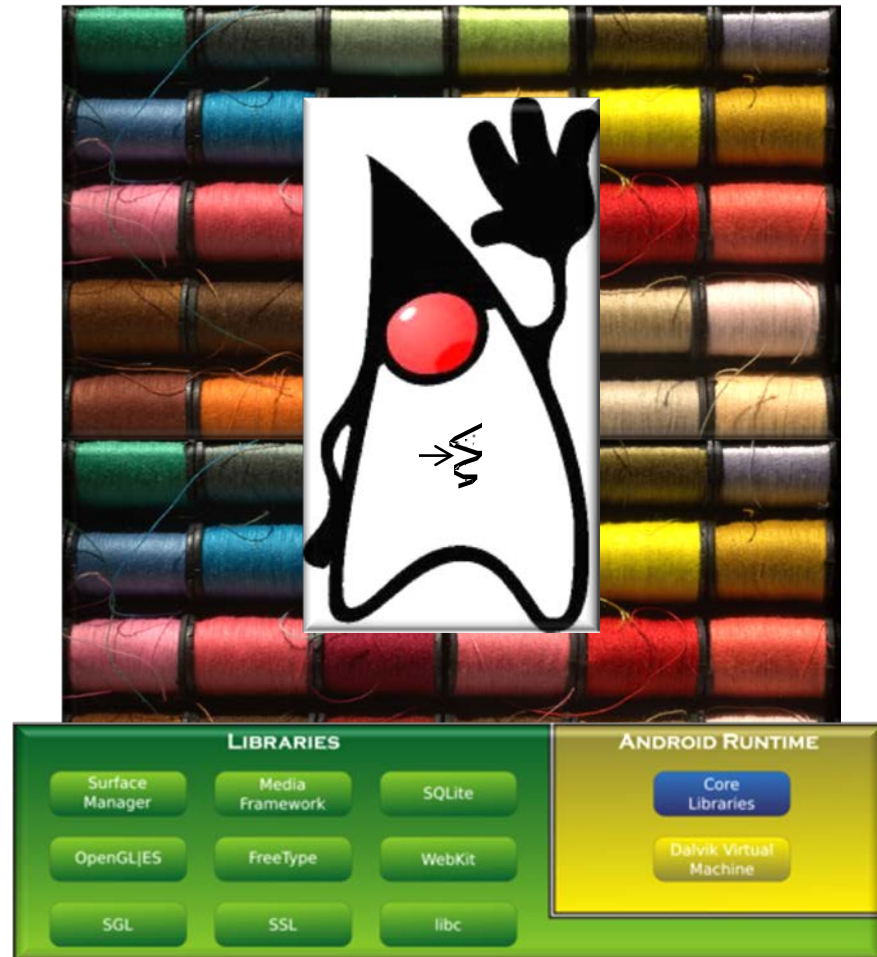 LIBRARIES
Surface
Manager
Media
Framework
SQLite
OpenGL|ES
FreeType
WebKit
SGL
SSL
libc
ANDROID RUNTIME
Core
Libraries
Dalvik Virtual
Machine